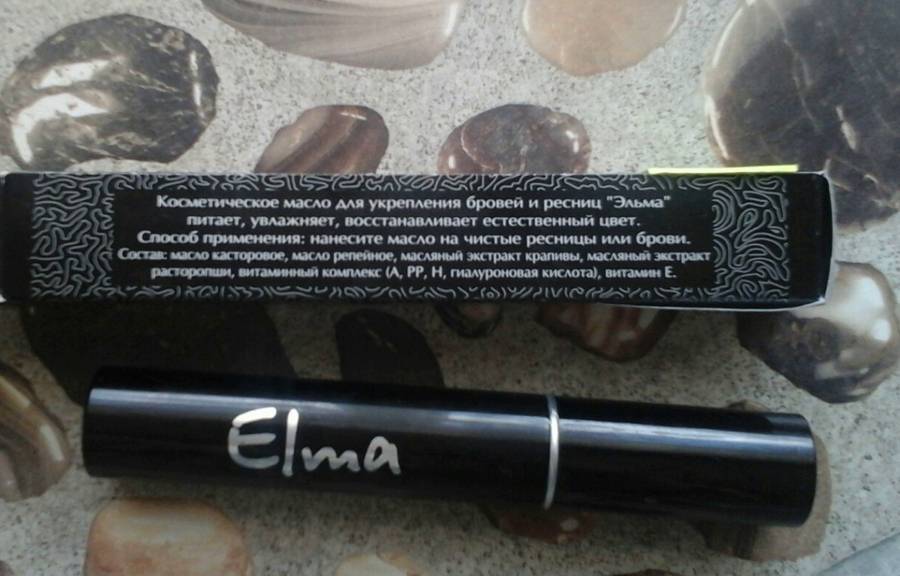 Косметическое масло для укрепления бровей и ресниц "Эльма"
питает, увлажняет, восстанавливает естественный цвет.
Способ применения: нанесите масло на чистые ресницы или брови.
Состав: масло касторовое, масло репейное, масляный экстракт крапивы, масляный экстракт
расторопши, витаминный комплекс (A, PP, H, гиалуроновая кислота), витамин E.
Elma